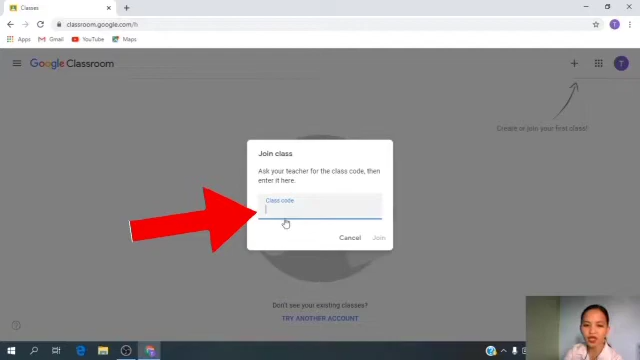 Classes
classroom.google.com/h
T
Apps
Gmail
YouTube
Maps
Google Classroom
T
Create or join your first class!
Join class
Ask your teacher for the class code, then
enter it here.
Class code
Cancel
Join
Don't see your existing classes?
TRY ANOTHER ACCOUNT